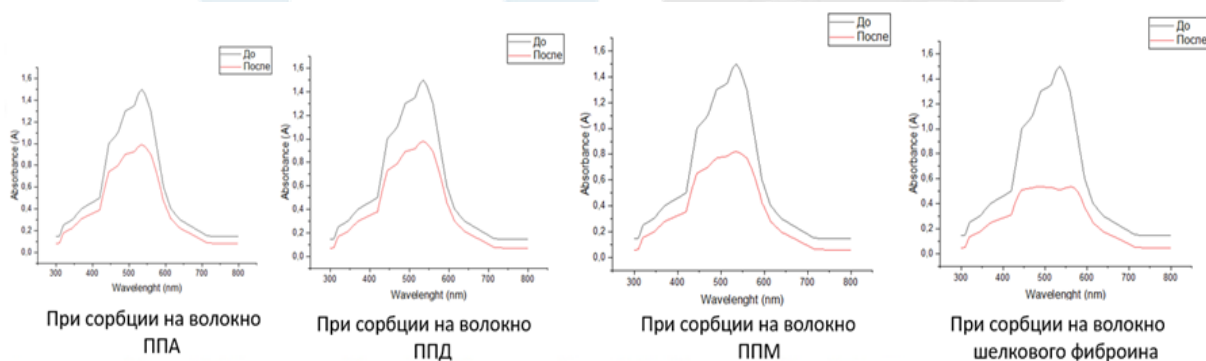 До
После
Absorbance (A)
1,6
1,4
1,2
1,0
0,8
0,6
0,4
0,2
0,0
300 400 500 600 700 800
Wavelenght (nm)
При сорбции на волокно
ППА
До
После
Absorbance (A)
1,6
1,4
1,2
1,0
0,8
0,6
0,4
0,2
0,0
300 400 500 600 700 800
Wavelenght (nm)
При сорбции на волокно
ППД
До
После
Absorbance (A)
1,6
1,4
1,2
1,0
0,8
0,6
0,4
0,2
0,0
300 400 500 600 700 800
Wavelenght (nm)
При сорбции на волокно
ППМ
До
После
Absorbance (A)
1,6
1,4
1,2
1,0
0,8
0,6
0,4
0,2
0,0
300 400 500 600 700 800
Wavelenght (nm)
При сорбции на волокно
шелкового фиброина